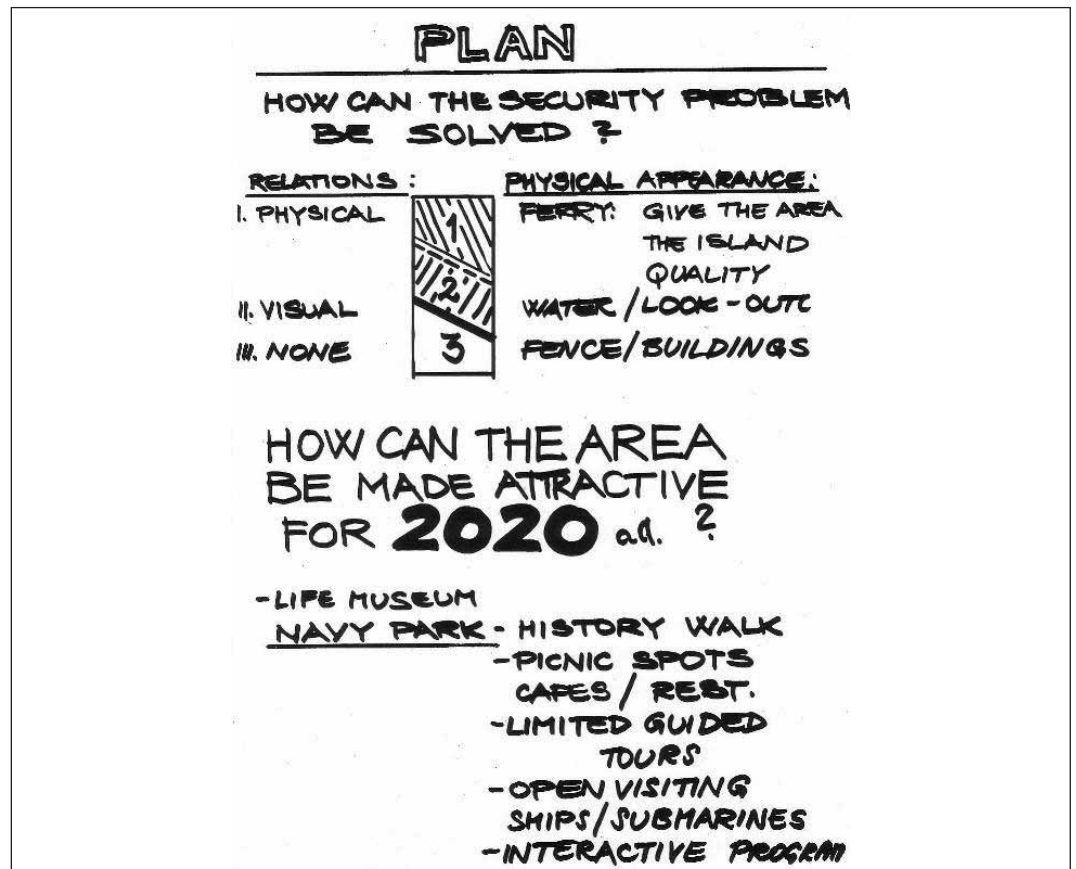 PLAN
HOW CAN THE SECURITY PROBLEM
BE SOLVED ?
RELATIONS : PHYSICAL APPEARANCE:
I. PHYSICAL 1 FERRY: GIVE THE AREA
THE ISLAND
QUALITY
II. VISUAL 2 WATER / LOOK-OUT
III. NONE 3 FENCE / BUILDINGS
HOW CAN THE AREA
BE MADE ATTRACTIVE
FOR 2020 a.d. ?
- LIFE MUSEUM
NAVY PARK - HISTORY WALK
- PICNIC SPOTS
CAFES / REST.
- LIMITED GUIDED
TOURS
- OPEN VISITING
SHIPS / SUBMARINES
- INTERACTIVE PROGRAM